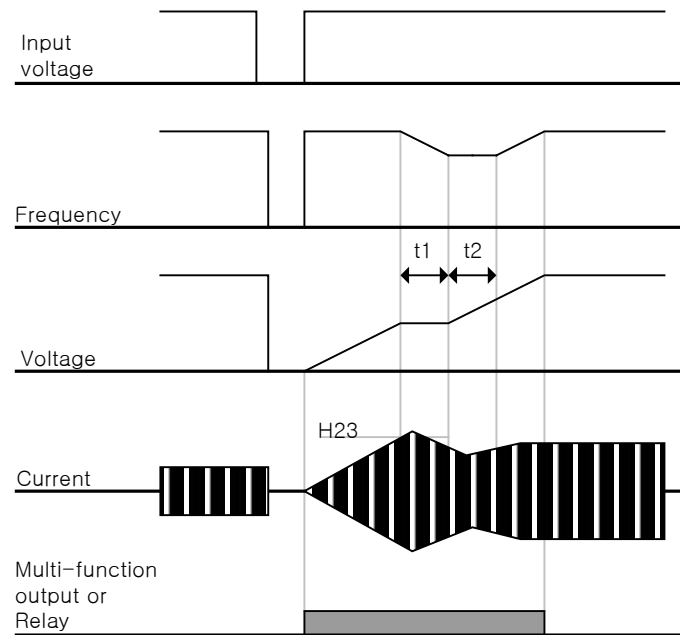 Input
voltage
Frequency
t1 t2
Voltage
H23
Current
Multi-function
output or
Relay